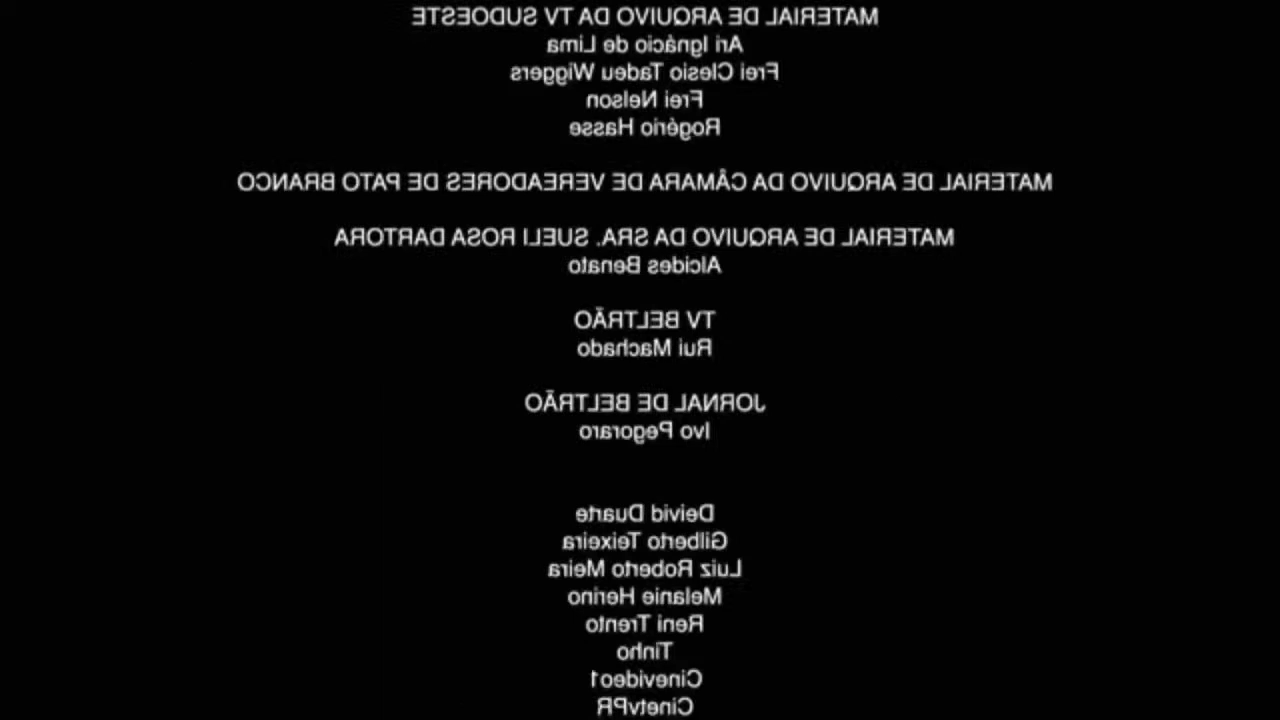 MATERIAL DE ARQUIVO DA TV SUDOESTE
Ari Ignácio de Lima
Frei Clesio Tadeu Wiggers
Frei Nelson
Rogério Hasse
MATERIAL DE ARQUIVO DA CÂMARA DE VEREADORES DE PATO BRANCO
MATERIAL DE ARQUIVO DA SRA. SUELI ROSA DARTORA
Alcides Benato
TV BELTRÃO
Rui Machado
JORNAL DE BELTRÃO
Ivo Pegoraro
Deivid Duarte
Gilberto Teixeira
Luiz Roberto Meira
Melanie Herino
Reni Trento
Tinho
Cinevideo1
CinetvPR